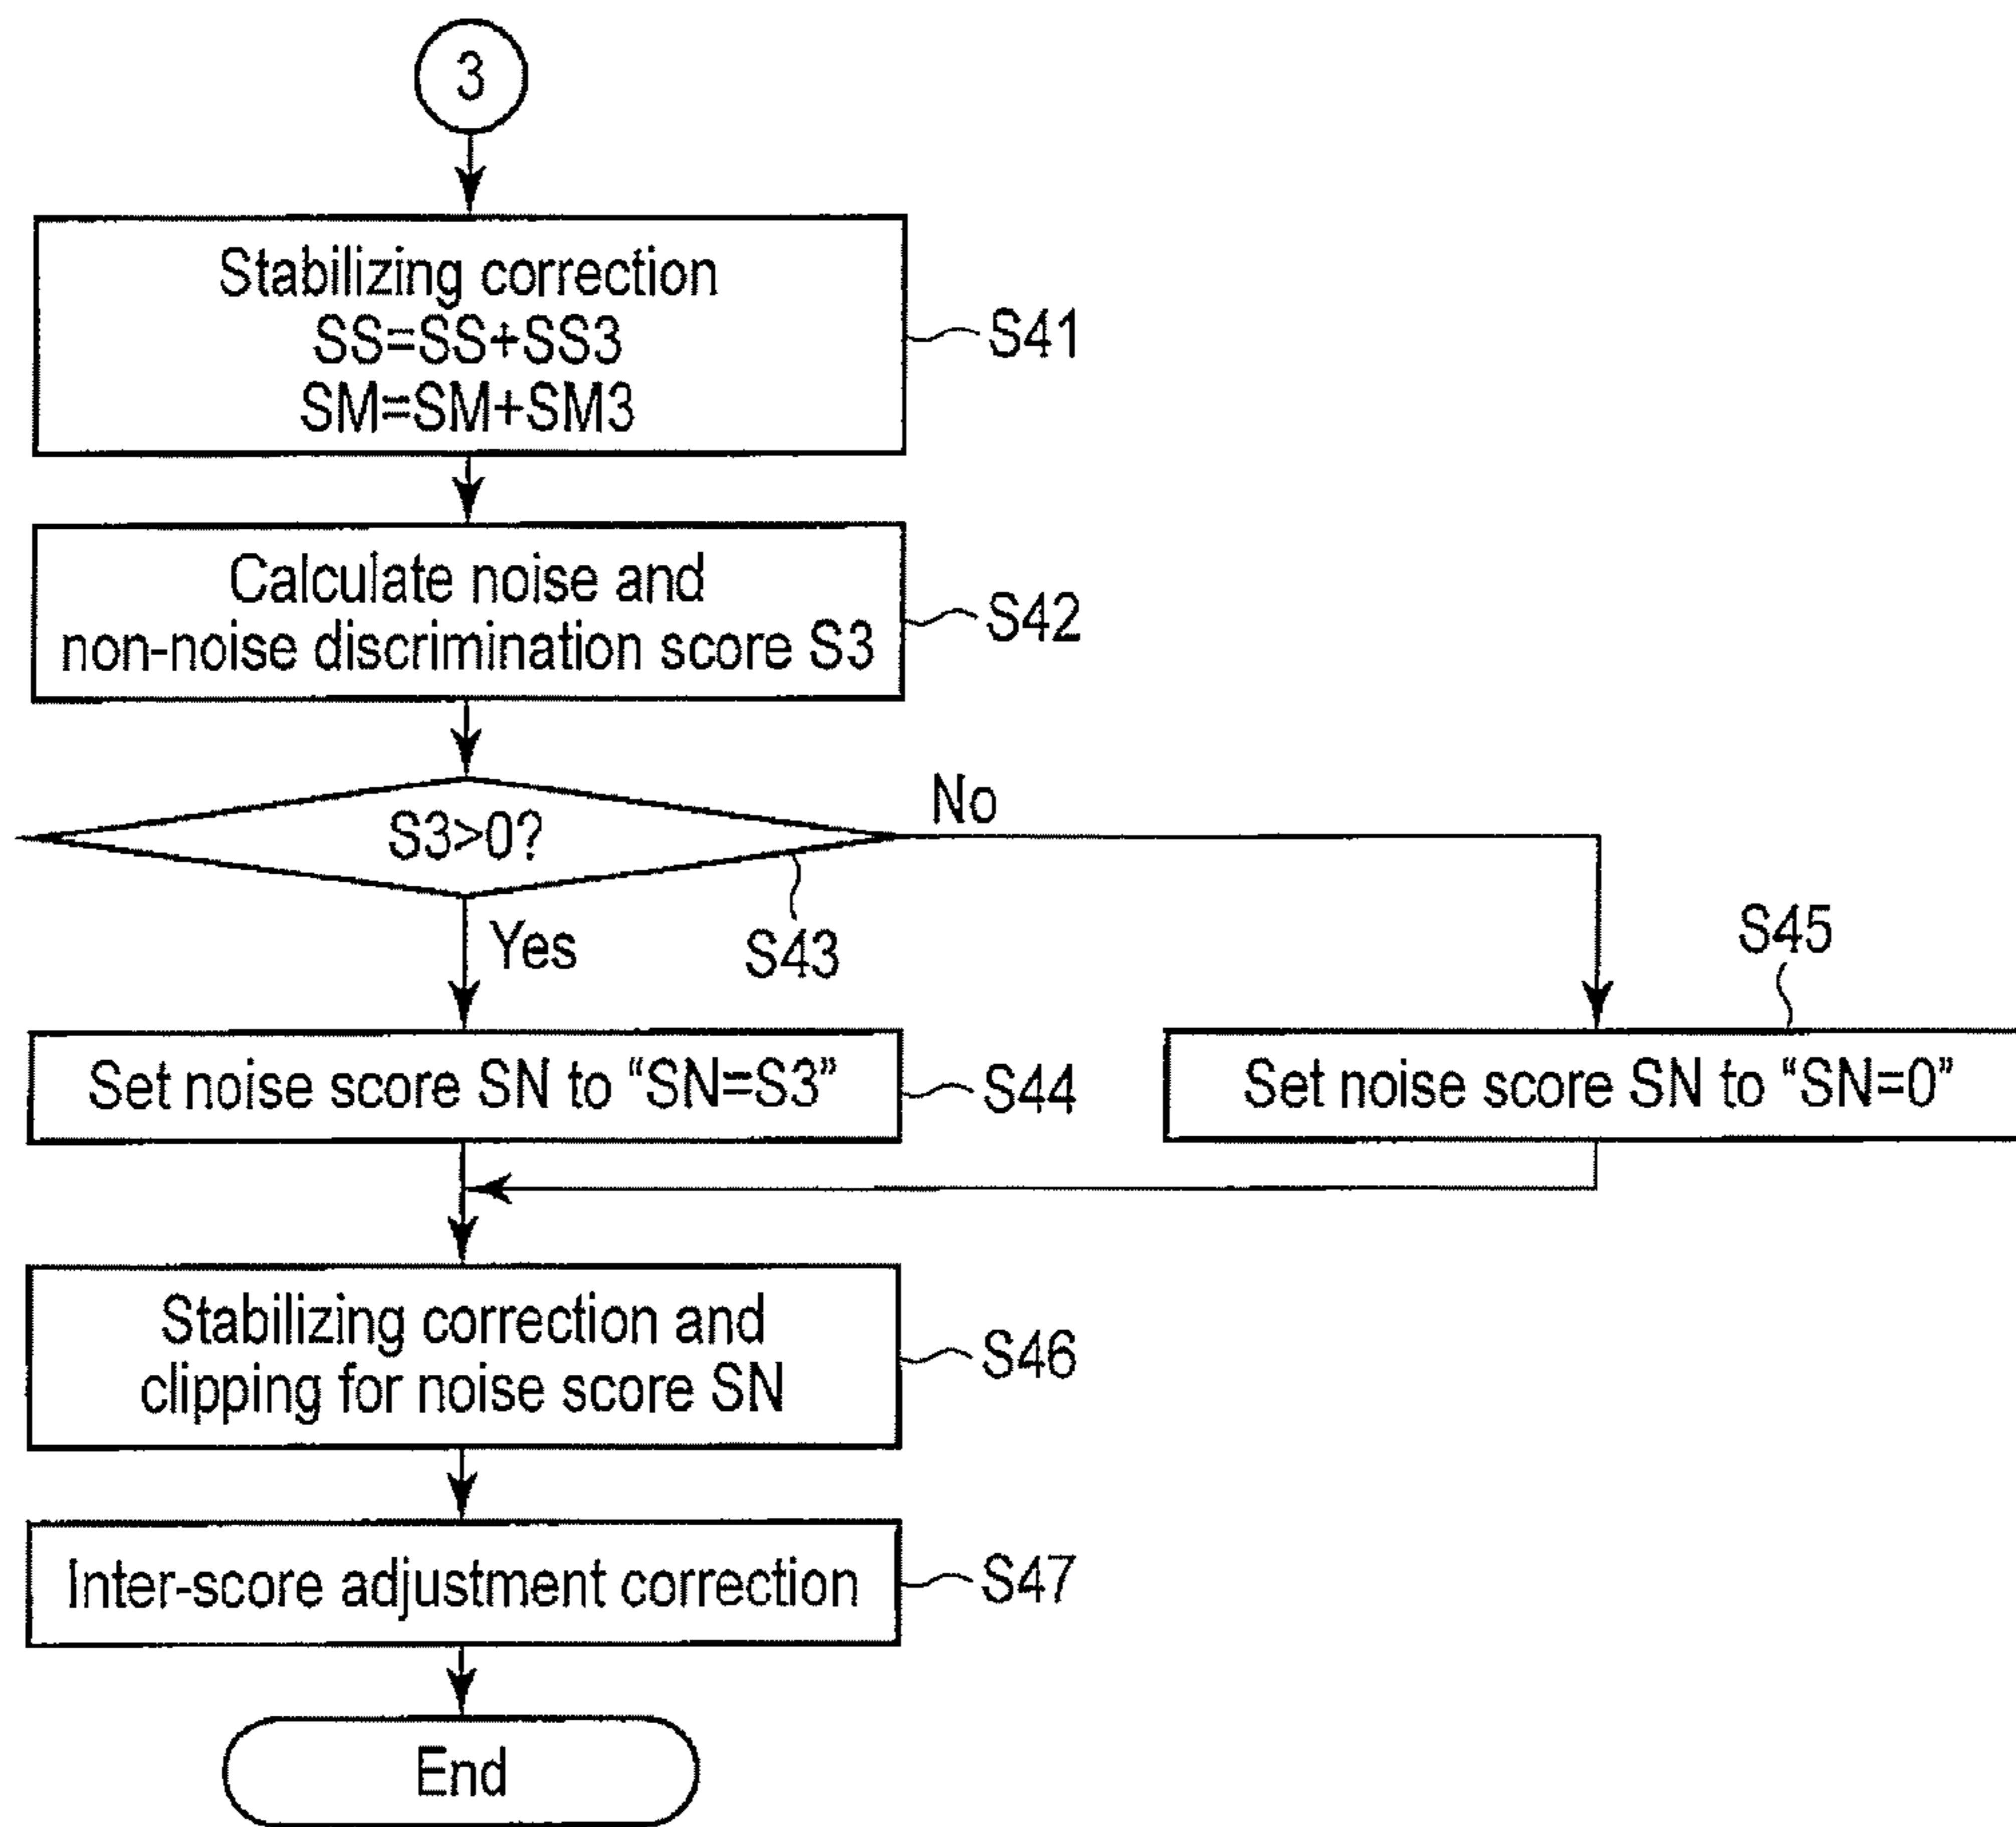 3
Stabilizing correction
SS=SS+SS3
SM=SM+SM3
S41
Calculate noise and
non-noise discrimination score S3
S42
S3>0?
No
Yes
S43
S45
Set noise score SN to “SN=S3”
S44
Set noise score SN to “SN=0”
Stabilizing correction and
clipping for noise score SN
S46
Inter-score adjustment correction
S47
End